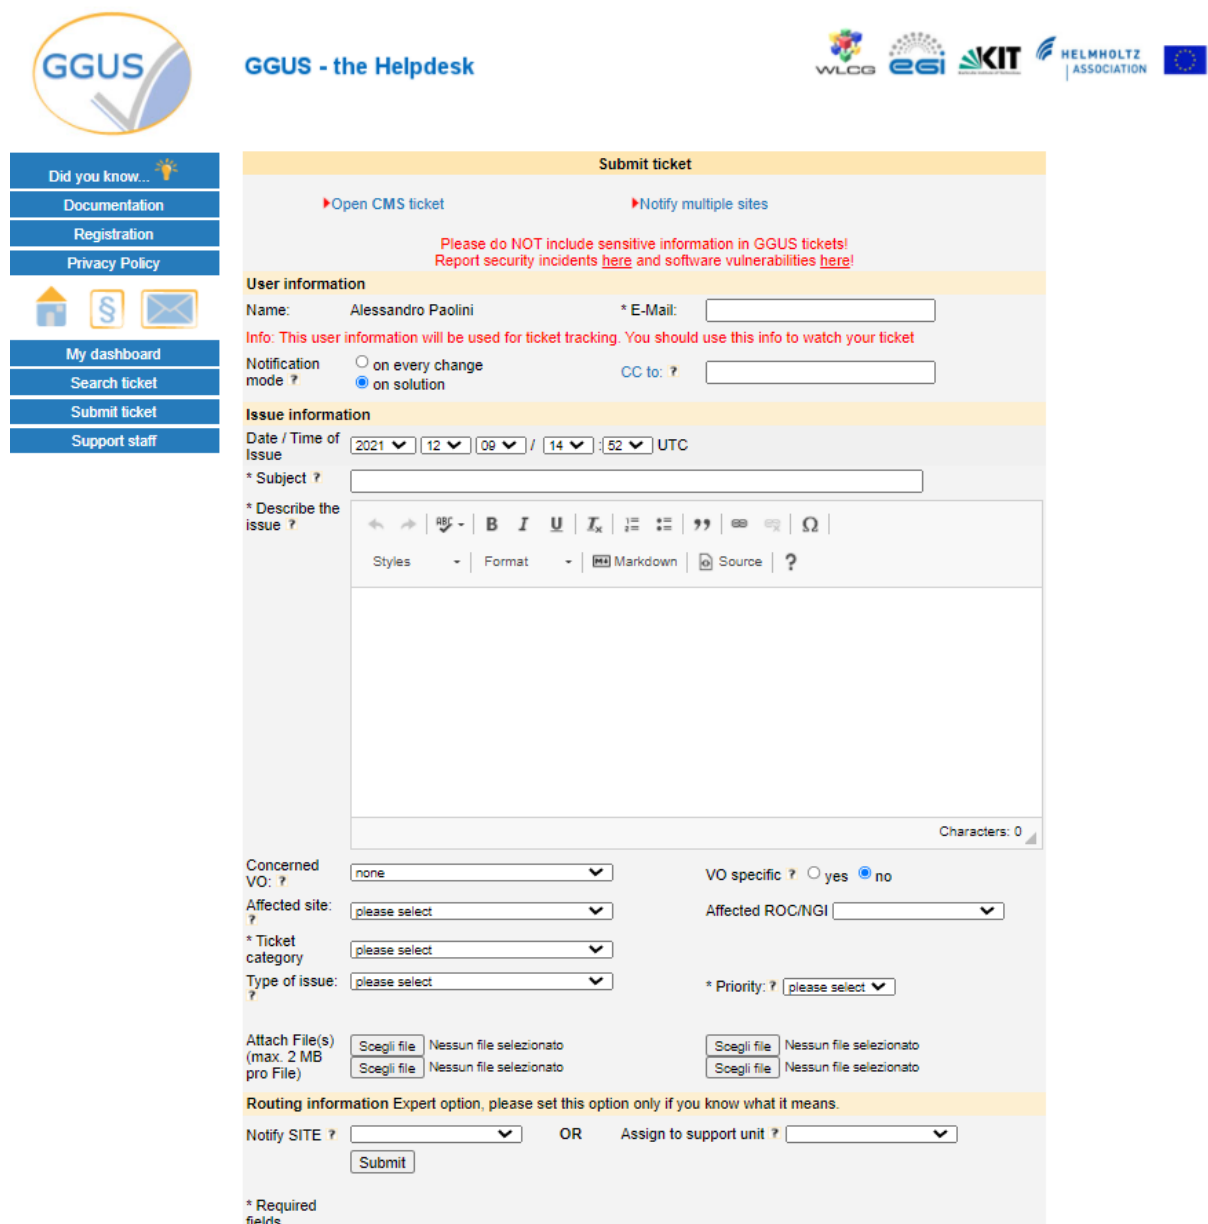 GGUS
GGUS - the Helpdesk
WLCG
egi
KIT
HELMHOLTZ
ASSOCIATION
Did you know...
Documentation
Registration
Privacy Policy
§
My dashboard
Search ticket
Submit ticket
Support staff
Submit ticket
Open CMS ticket
Notify multiple sites
Please do NOT include sensitive information in GGUS tickets!
Report security incidents here and software vulnerabilities here!
User information
Name: Alessandro Paolini * E-Mail:
Info: This user information will be used for ticket tracking. You should use this info to watch your ticket
Notification mode ?
on every change
on solution
CC to: ?
Issue information
Date / Time of Issue
2021 12 09 / 14 : 52 UTC
* Subject ?
* Describe the issue ?
ABC B I U Tx Ω
Styles Format Markdown Source ?
Characters: 0
Concerned VO: ? none
VO specific ? yes no
Affected site: ? please select
Affected ROC/NGI
* Ticket category please select
Type of issue: ? please select
* Priority: ? please select
Attach File(s) (max. 2 MB pro File)
Scegli file Nessun file selezionato Scegli file Nessun file selezionato
Scegli file Nessun file selezionato Scegli file Nessun file selezionato
Routing information Expert option, please set this option only if you know what it means.
Notify SITE ? OR Assign to support unit ?
Submit
* Required
fields